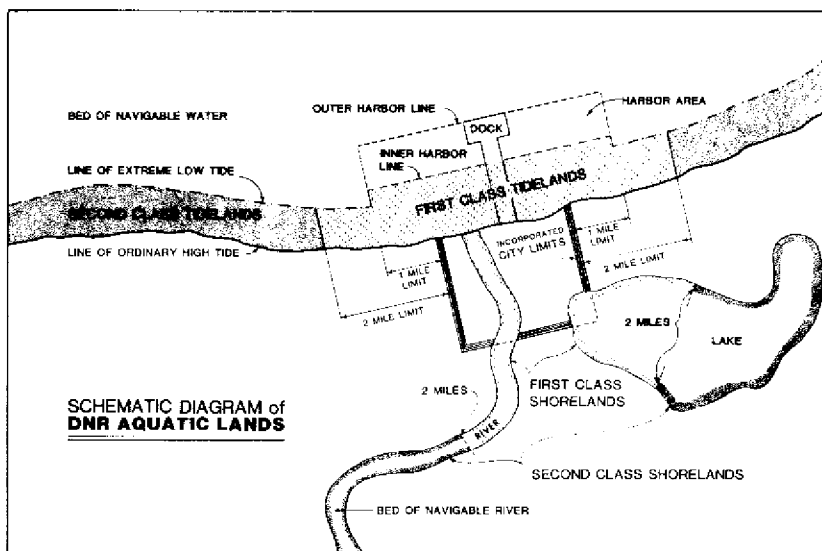 BED OF NAVIGABLE WATER
OUTER HARBOR LINE
HARBOR AREA
DOCK
INNER HARBOR
LINE
LINE OF EXTREME LOW TIDE
FIRST CLASS TIDELANDS
SECOND CLASS TIDELANDS
LINE OF ORDINARY HIGH TIDE
INCORPORATED
CITY LIMITS
1 MILE
LIMIT
2 MILE
LIMIT
1 MILE
LIMIT
2 MILE LIMIT
2 MILES
LAKE
2 MILES
FIRST CLASS
SHORELANDS
SCHEMATIC DIAGRAM of
DNR AQUATIC LANDS
RIVER
SECOND CLASS SHORELANDS
BED OF NAVIGABLE RIVER